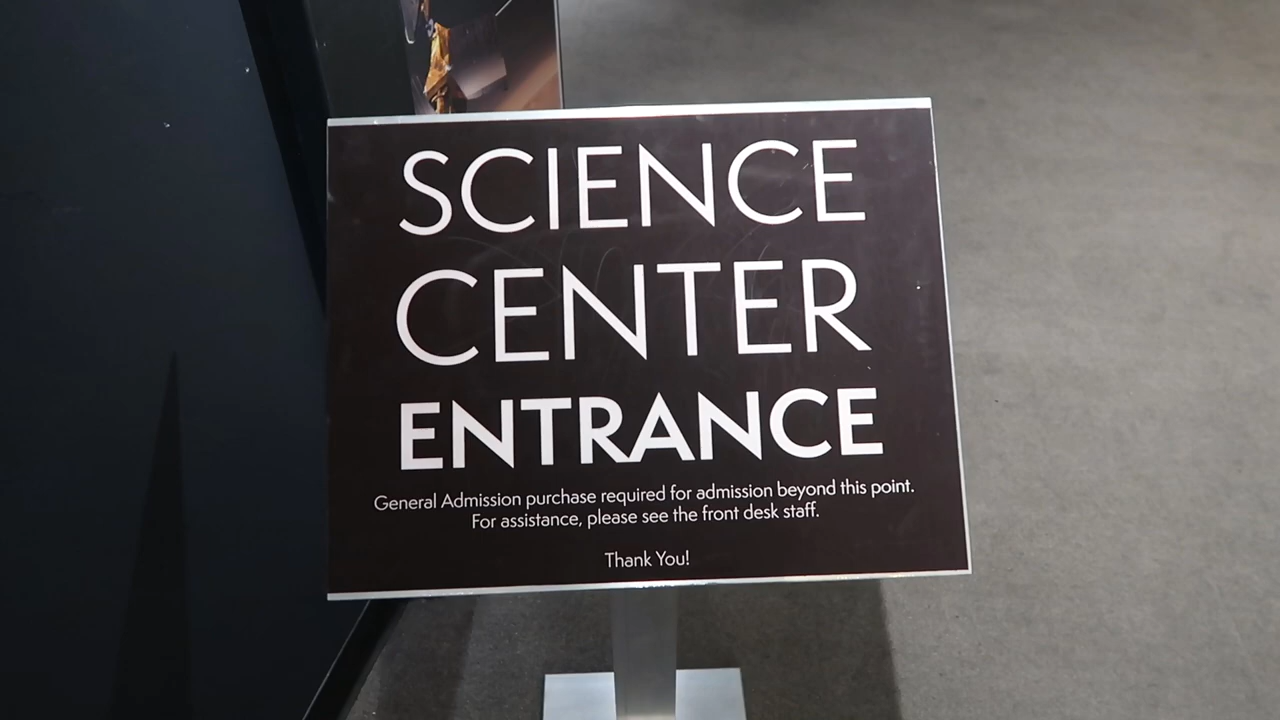 SCIENCE
CENTER
ENTRANCE
General Admission purchase required for admission beyond this point.
For assistance, please see the front desk staff.
Thank You!